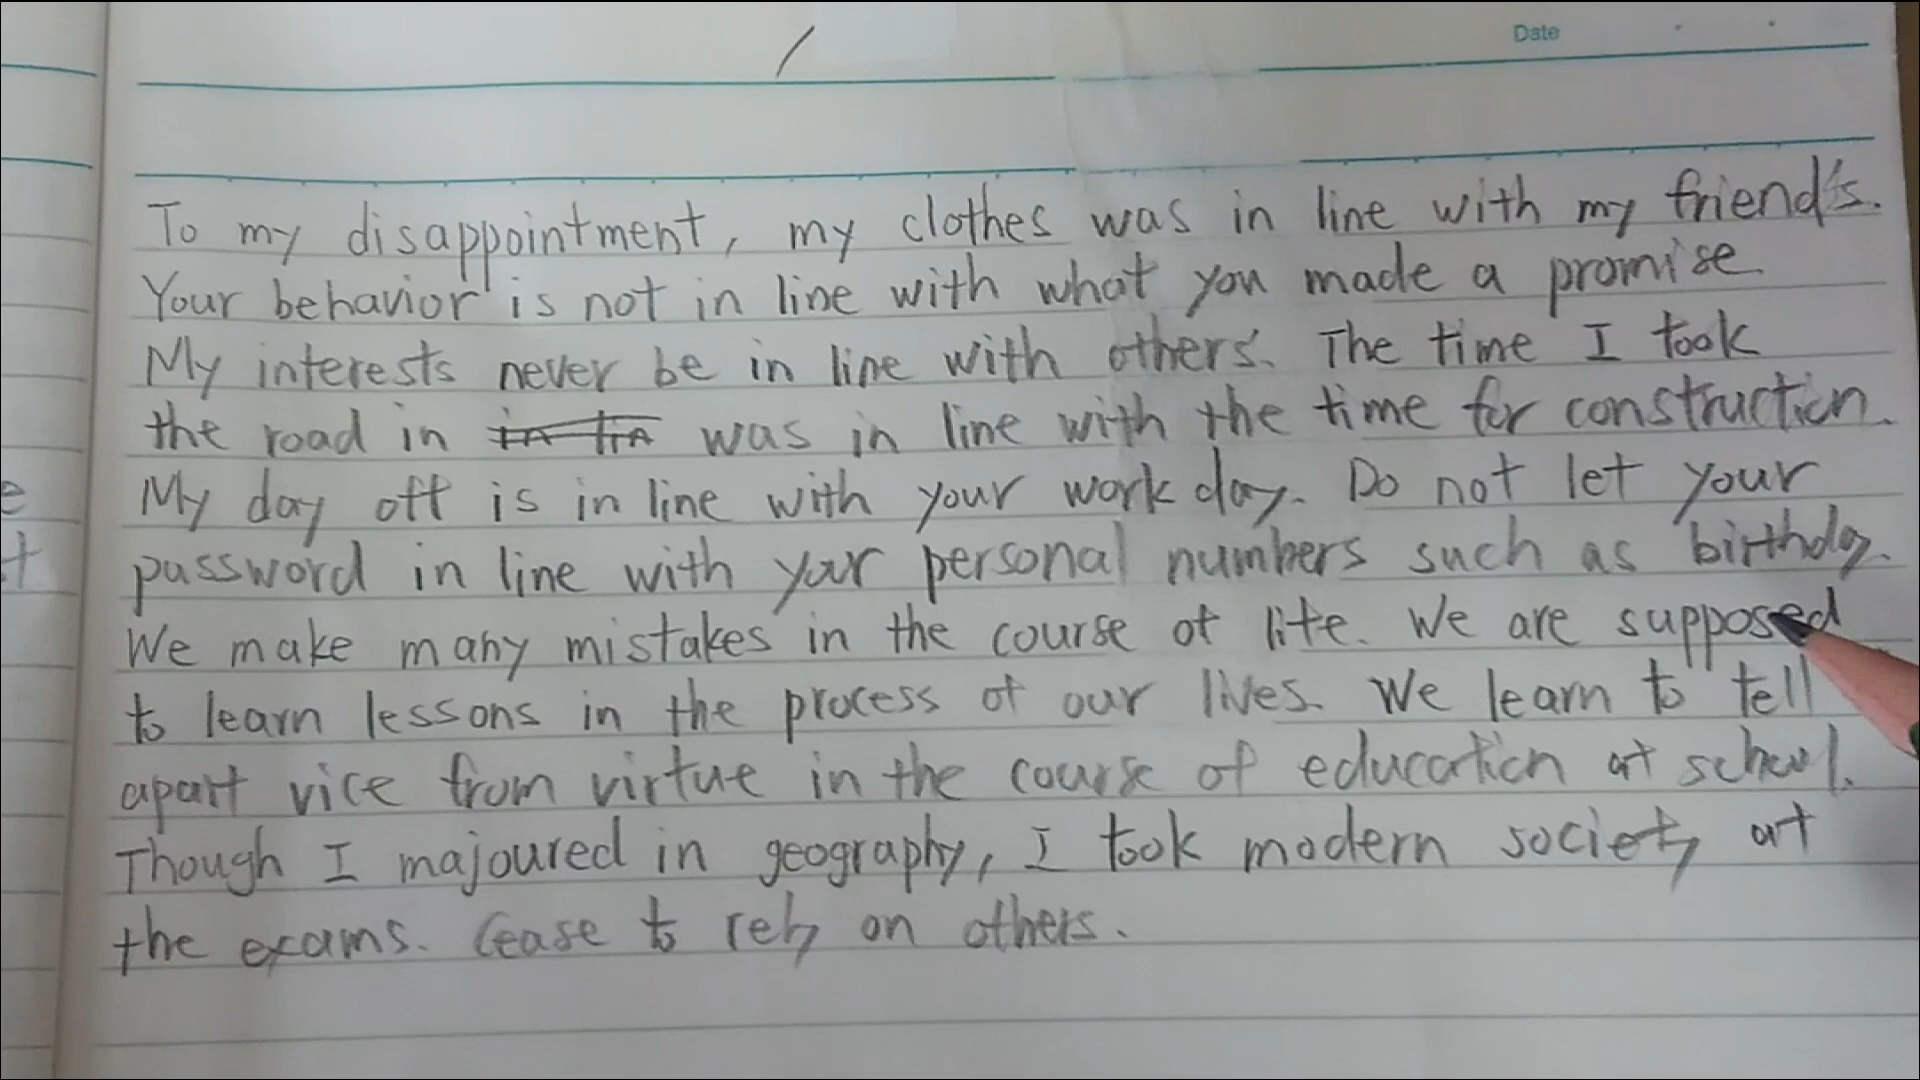 Date
To my disappointment, my clothes was in line with my friend's.
Your behavior is not in line with what you made a promise.
My interests never be in line with others'. The time I took
the road in was in line with the time for construction.
e
My day off is in line with your work day. Do not let your
t
password in line with your personal numbers such as birthday.
We make many mistakes in the course of life. We are supposed
to learn lessons in the process of our lives. We learn to tell
apart vice from virtue in the course of education at school.
Though I majoured in geography, I took modern society at
the exams. Cease to rely on others.